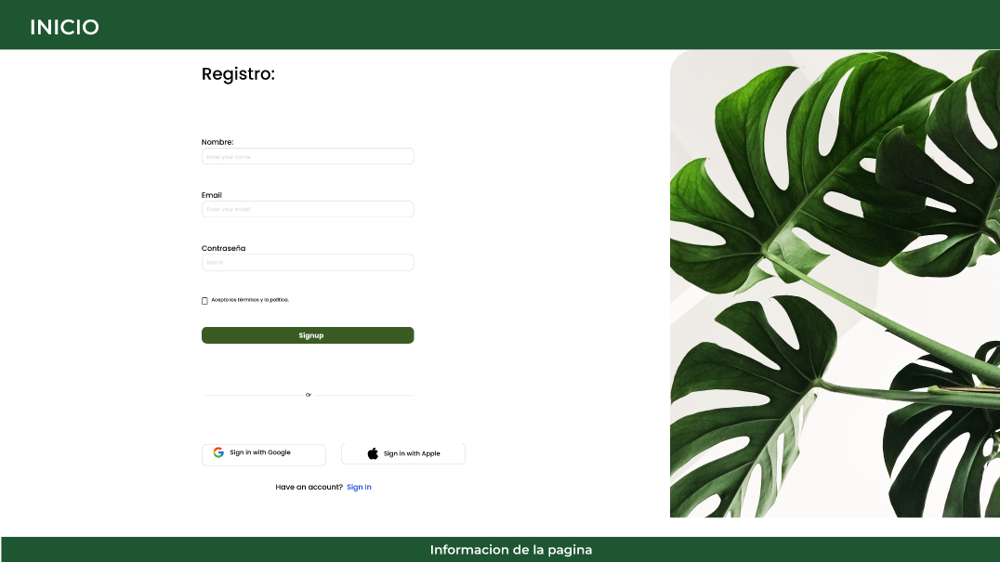 INICIO
Registro:
Nombre:
Enter your name
Email
Enter your email
Contraseña
Name
Acepto los términos y la política.
Signup
Or
Sign in with Google
Sign in with Apple
Have an account? Sign In
Informacion de la pagina